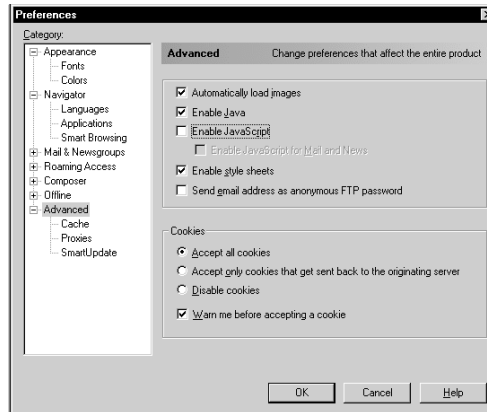 Preferences
Category:
Appearance
Fonts
Colors
Navigator
Languages
Applications
Smart Browsing
Mail & Newsgroups
Roaming Access
Composer
Offline
Advanced
Cache
Proxies
SmartUpdate
Advanced Change preferences that affect the entire product
Automatically load images
Enable Java
Enable JavaScript
Enable JavaScript for Mail and News
Enable style sheets
Send email address as anonymous FTP password
Cookies
Accept all cookies
Accept only cookies that get sent back to the originating server
Disable cookies
Warn me before accepting a cookie
OK Cancel Help